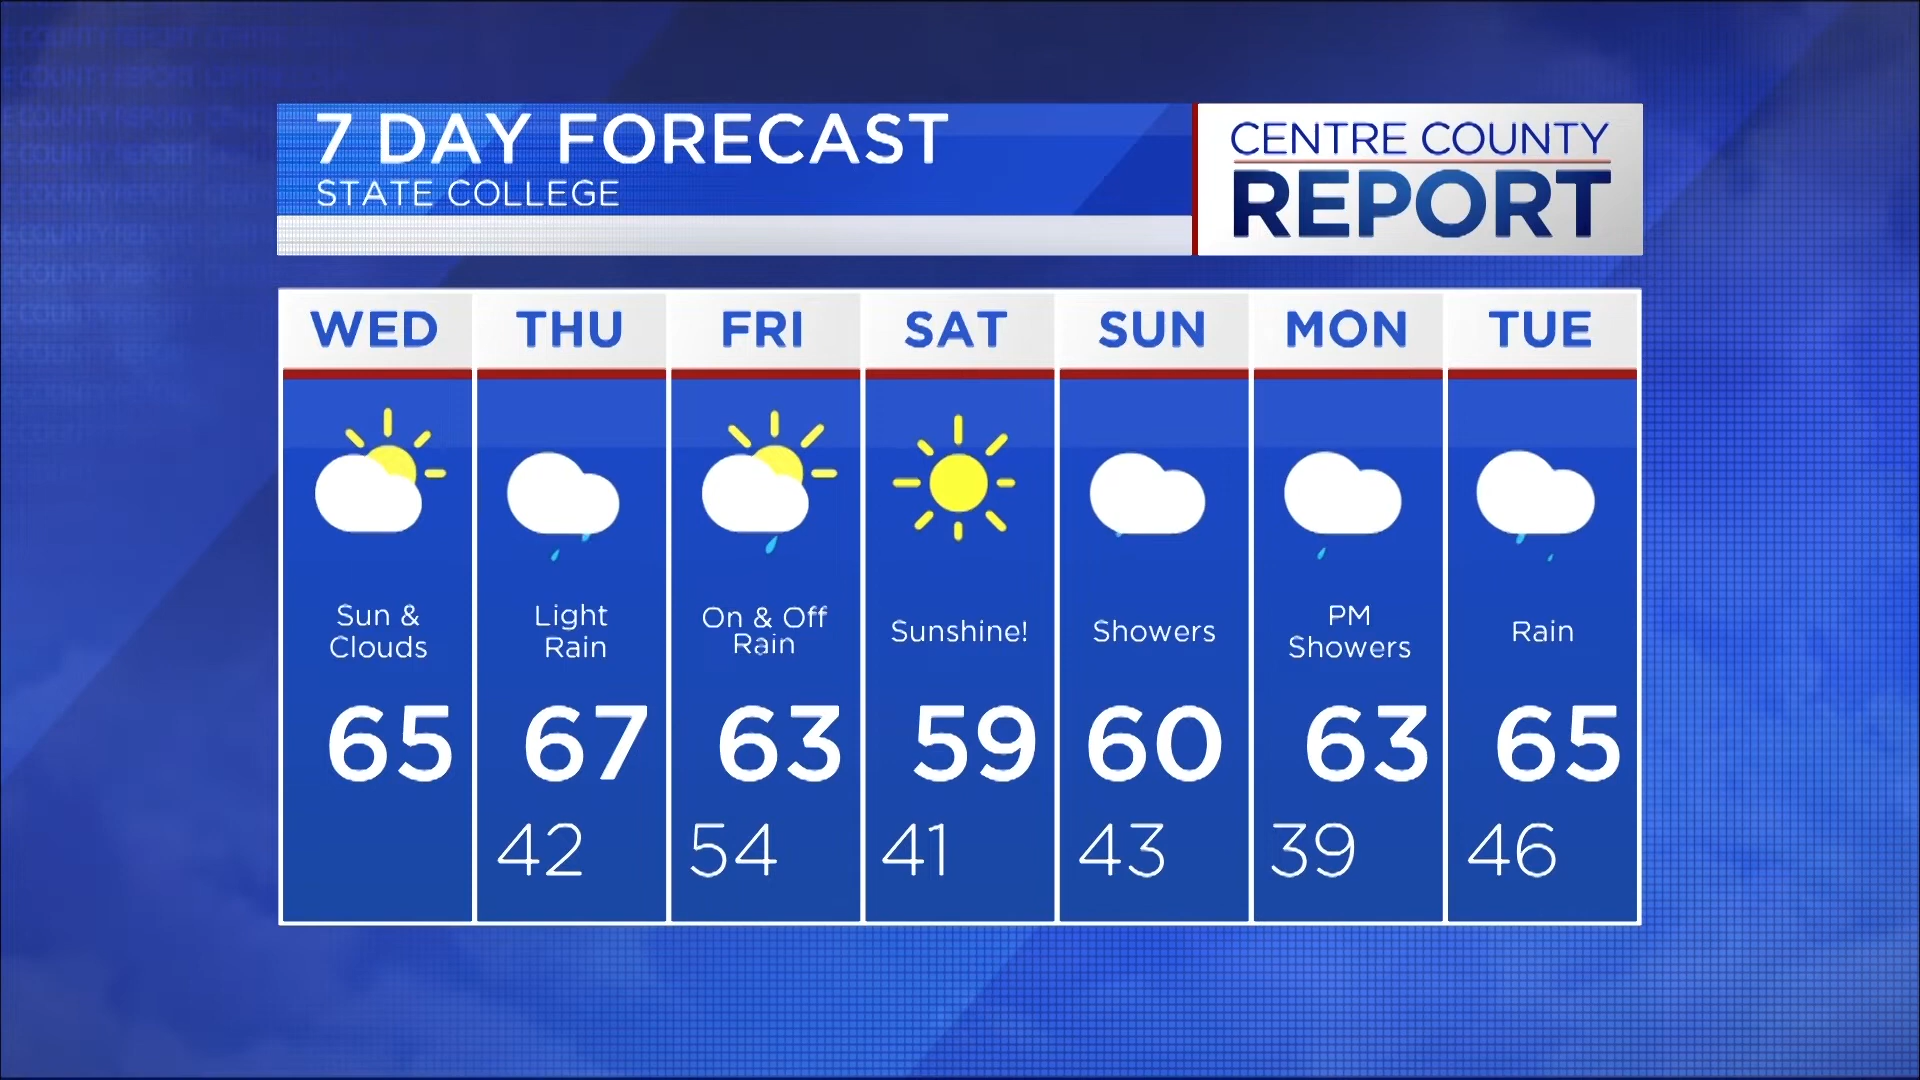 7 DAY FORECAST
STATE COLLEGE
CENTRE COUNTY
REPORT
WED THU FRI SAT SUN MON TUE
Sun &
Clouds
Light
Rain
On & Off
Rain
Sunshine!
Showers
PM
Showers
Rain
65 67 63 59 60 63 65
42 54 41 43 39 46